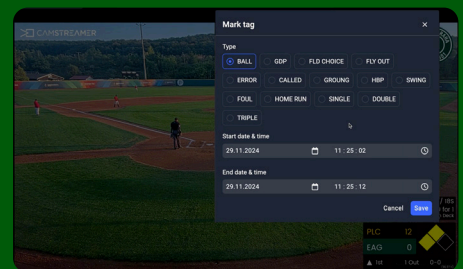 CAMSTREAMER
Mark tag
Type
BALL GDP FLD CHOICE FLY OUT
ERROR CALLED GROUNG HBP SWING
FOUL HOME RUN SINGLE DOUBLE
TRIPLE
Start date & time
29.11.2024 11 : 25 : 02
End date & time
29.11.2024 11 : 25 : 12
Cancel Save
PLC 12
EAG 0
▲ 1st 1 Out 0-0